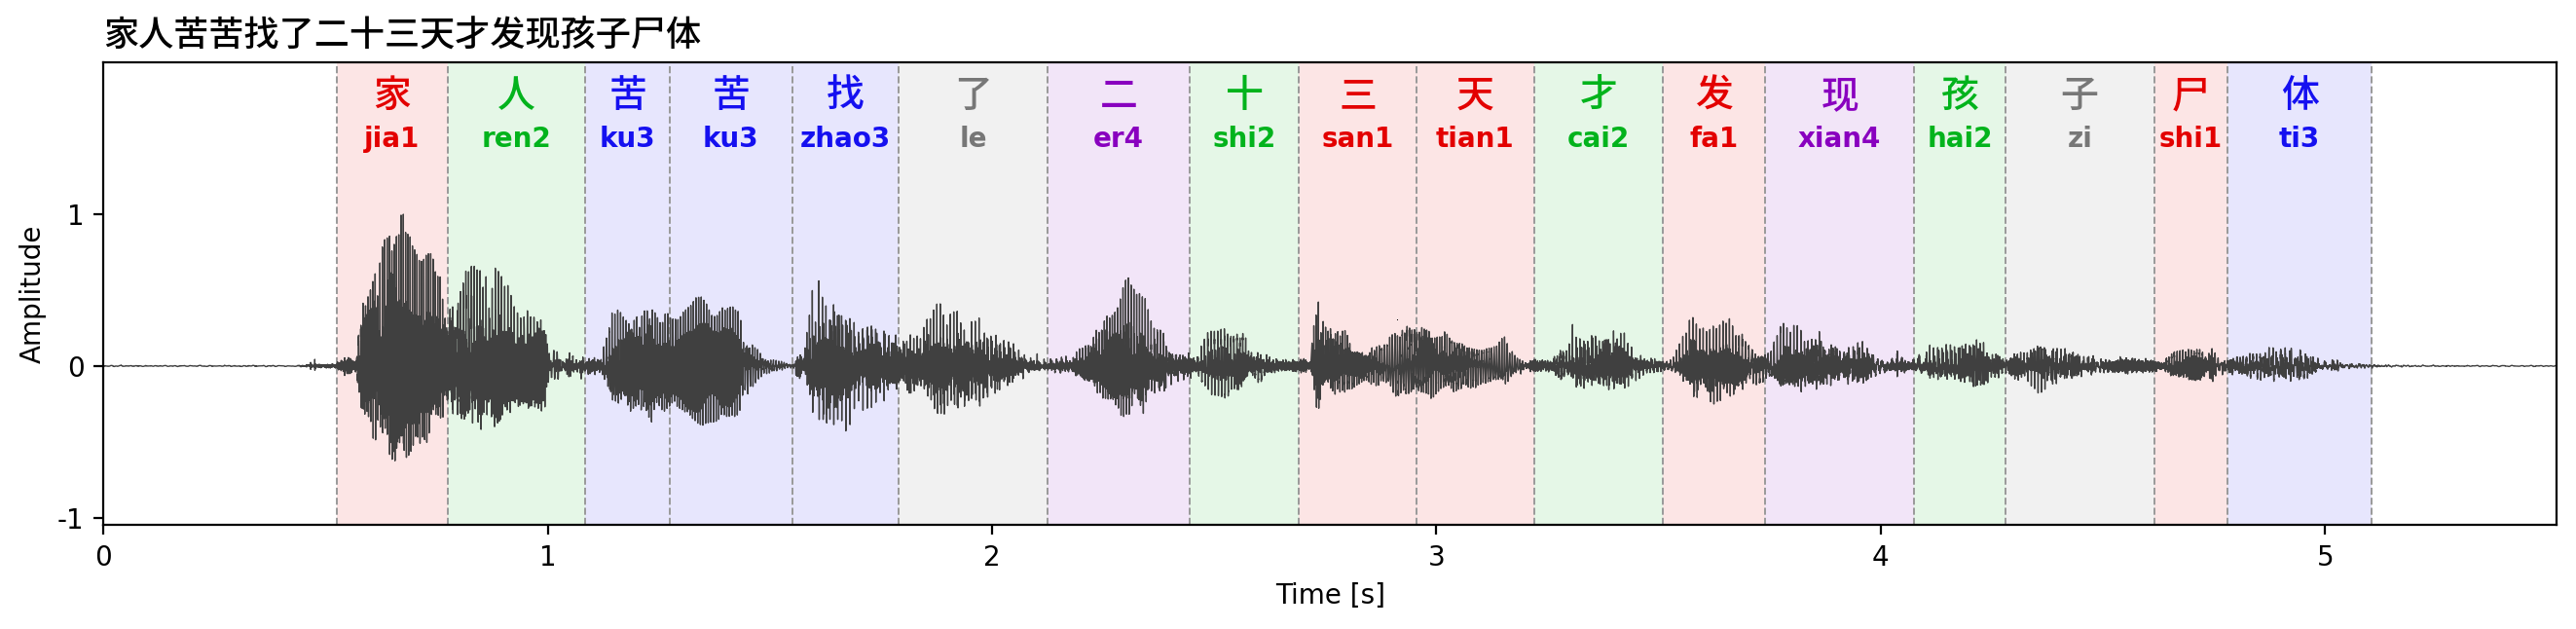 家人苦苦找了二十三天才发现孩子尸体
家 人 苦 苦 找 了 二 十 三 天 才 发 现 孩 子 尸 体
jia1 ren2 ku3 ku3 zhao3 le er4 shi2 san1 tian1 cai2 fa1 xian4 hai2 zi shi1 ti3
1
0
-1
Amplitude
0 1 2 3 4 5
Time [s]